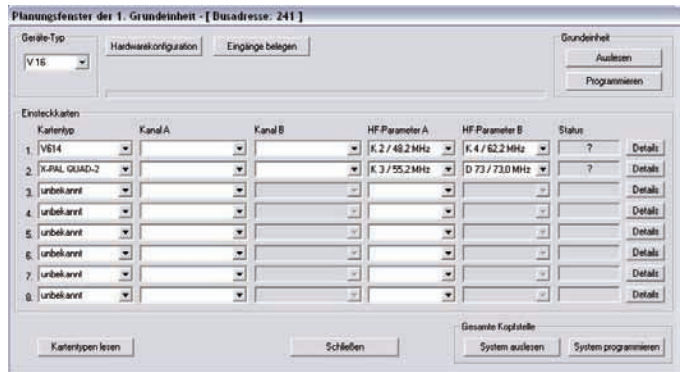 Planungsfenster der 1. Grundeinheit - [ Busadresse: 241 ]
Geräte-Typ
V 16
Hardwarekonfiguration
Eingänge belegen
Grundeinheit
Auslesen
Programmieren
Einsteckkarten
Kartentyp Kanal A Kanal B HF-Parameter A HF-Parameter B Status
1. V614 K 2 / 48,2 MHz K 4 / 62,2 MHz ? Details
2. X-PAL QUAD-2 K 3 / 55,2 MHz D 73 / 73,0 MHz ? Details
3. unbekannt Details
4. unbekannt Details
5. unbekannt Details
6. unbekannt Details
7. unbekannt Details
8. unbekannt Details
Kartentypen lesen
Schließen
Gesamte Kopfstelle
System auslesen
System programmieren